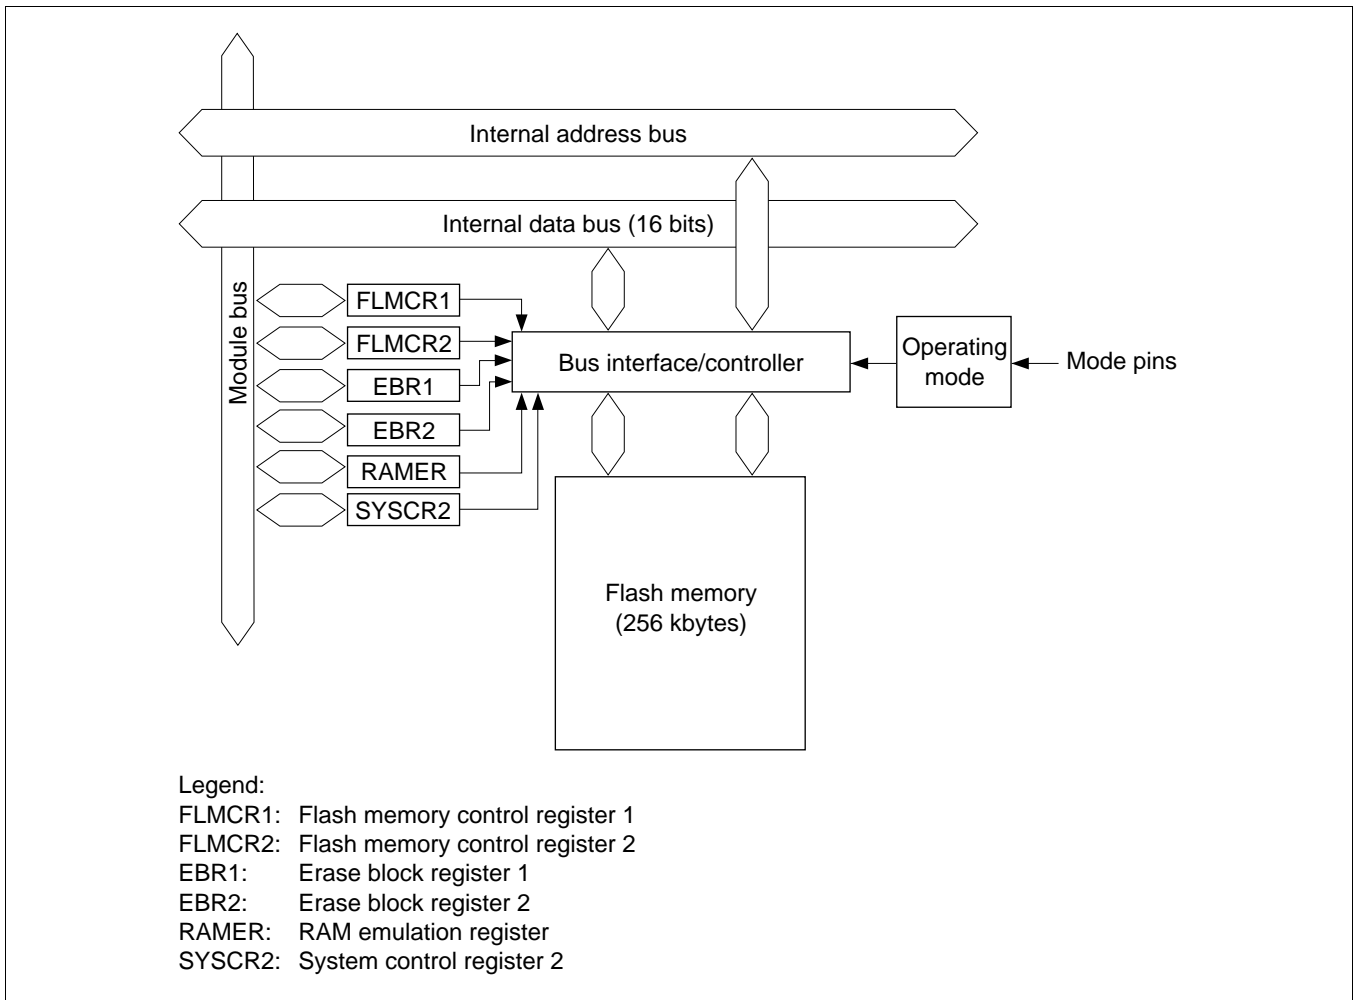 Internal address bus
Internal data bus (16 bits)
Module bus
FLMCR1
FLMCR2
EBR1
EBR2
RAMER
SYSCR2
Bus interface/controller
Operating
mode
Mode pins
Flash memory
(256 kbytes)
Legend:
FLMCR1: Flash memory control register 1
FLMCR2: Flash memory control register 2
EBR1: Erase block register 1
EBR2: Erase block register 2
RAMER: RAM emulation register
SYSCR2: System control register 2